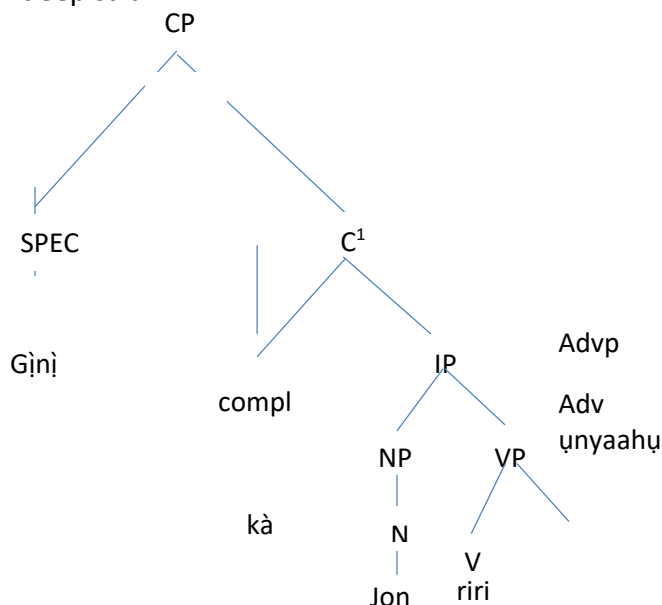 CP
SPEC
C¹
Gịnị
compl
IP
Advp
Adv
ụnyaahụ
NP
VP
kà
N
V
riri
Jon